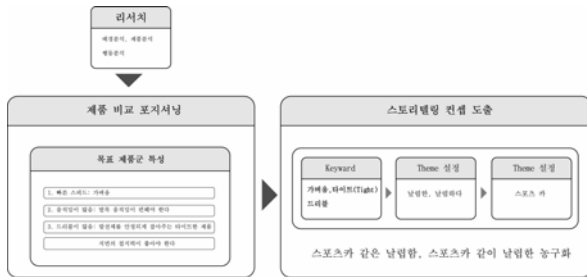 리서치
배경분석, 제품분석
행동분석
제품 비교 포지셔닝
목표 제품군 특성
1. 빠른 스피드: 가벼움
2. 움직임이 많음: 발목 움직임이 편해야 한다
3. 드리블이 많음: 발전체를 안정되게 잡아주는 타이트한 제품
지면의 접지력이 좋아야 한다
스토리텔링 컨셉 도출
Keyword
가벼움,타이트(Tight)
드리블
Theme 설정
날렵한, 날렵하다
Theme 설정
스포츠 카
스포츠카 같은 날렵함, 스포츠카 같이 날렵한 농구화